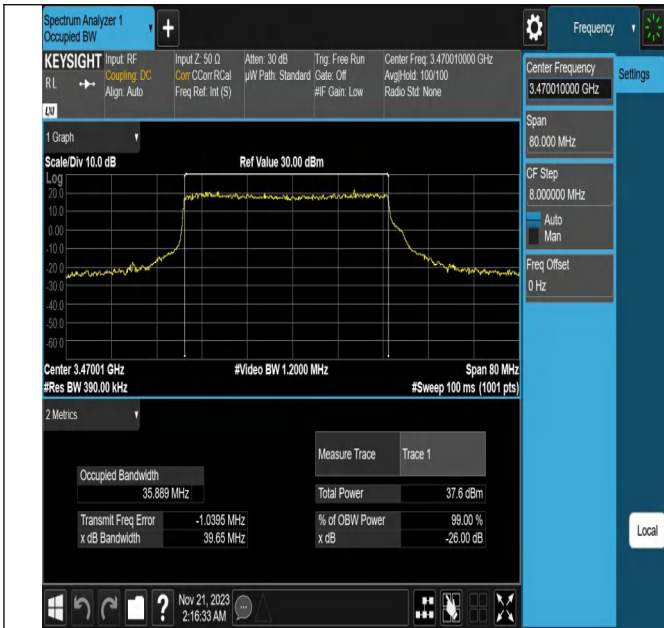 Spectrum Analyzer 1
Occupied BW
Frequency
KEYSIGHT
RL
LXI
Input: RF
Coupling: DC
Align: Auto
Input Z: 50 Ω
Corr CCorr RCal
Freq Ref: Int (S)
Atten: 30 dB
µW Path: Standard
Trig: Free Run
Gate: Off
#IF Gain: Low
Center Freq: 3.470010000 GHz
Avg|Hold: 100/100
Radio Std: None
Center Frequency
3.470010000 GHz
Settings
Span
80.000 MHz
CF Step
8.000000 MHz
Auto
Man
Freq Offset
0 Hz
Local
1 Graph
Scale/Div 10.0 dB
Ref Value 30.00 dBm
Log
20.0
10.0
0.00
-10.0
-20.0
-30.0
-40.0
-50.0
-60.0
Center 3.47001 GHz
#Video BW 1.2000 MHz
Span 80 MHz
#Res BW 390.00 kHz
#Sweep 100 ms (1001 pts)
2 Metrics
Measure Trace
Trace 1
Occupied Bandwidth
35.889 MHz
Total Power
37.6 dBm
Transmit Freq Error
-1.0395 MHz
% of OBW Power
99.00 %
x dB Bandwidth
39.65 MHz
x dB
-26.00 dB
?
Nov 21, 2023
2:16:33 AM